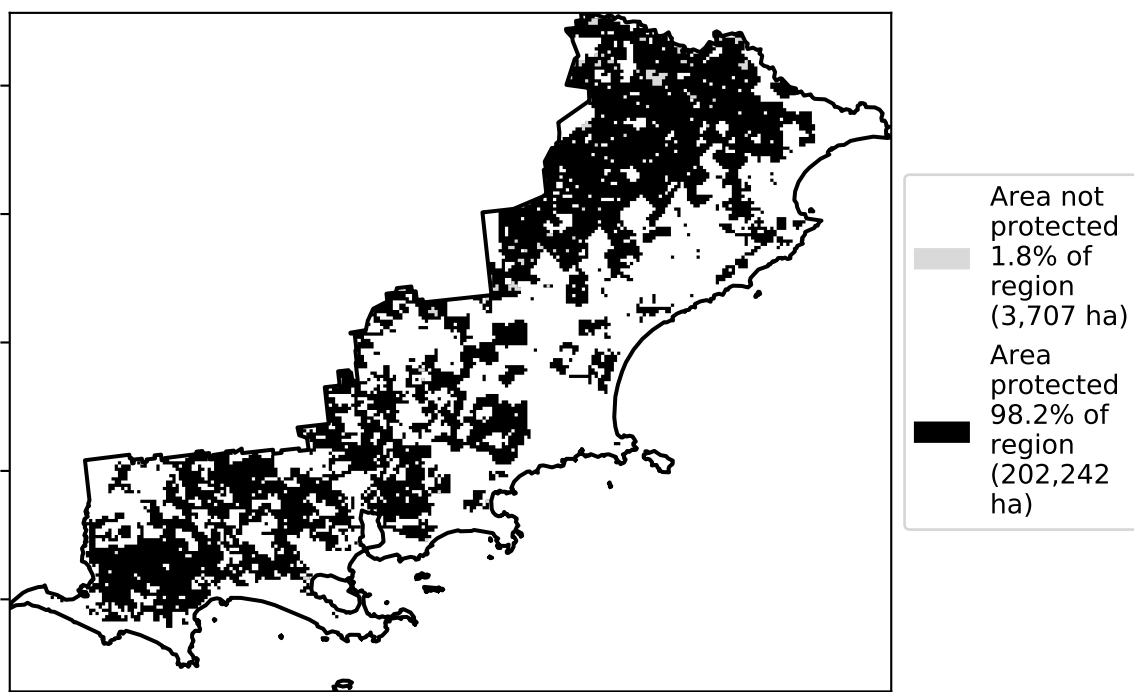 Area not
protected
1.8% of
region
(3,707 ha)
Area
protected
98.2% of
region
(202,242
ha)